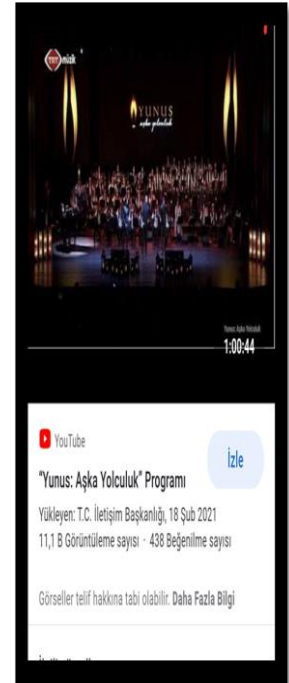 TRT müzik
YUNUS
aşka yolculuk
Yunus: Aşka Yolculuk
1:00:44
YouTube
İzle
“Yunus: Aşka Yolculuk” Programı
Yükleyen: T.C. İletişim Başkanlığı, 18 Şub 2021
11,1 B Görüntüleme sayısı · 438 Beğenilme sayısı
Görseller telif hakkına tabi olabilir. Daha Fazla Bilgi